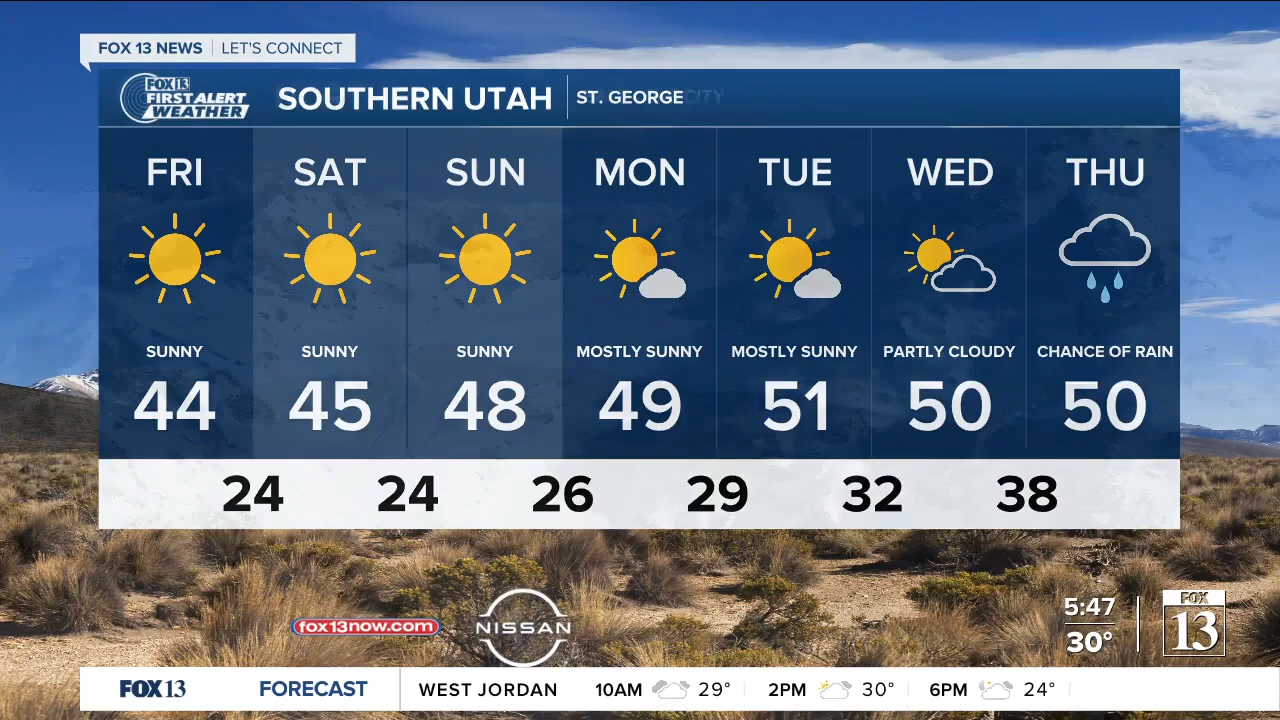 FOX 13 NEWS | LET'S CONNECT
FOX 13
FIRST ALERT
WEATHER
SOUTHERN UTAH | ST. GEORGE CITY
FRI SAT SUN MON TUE WED THU
SUNNY SUNNY SUNNY MOSTLY SUNNY MOSTLY SUNNY PARTLY CLOUDY CHANCE OF RAIN
44 45 48 49 51 50 50
24 24 26 29 32 38
fox13now.com
NISSAN
5:47
30°
FOX
13
FOX 13 FORECAST WEST JORDAN 10AM 29° 2PM 30° 6PM 24°